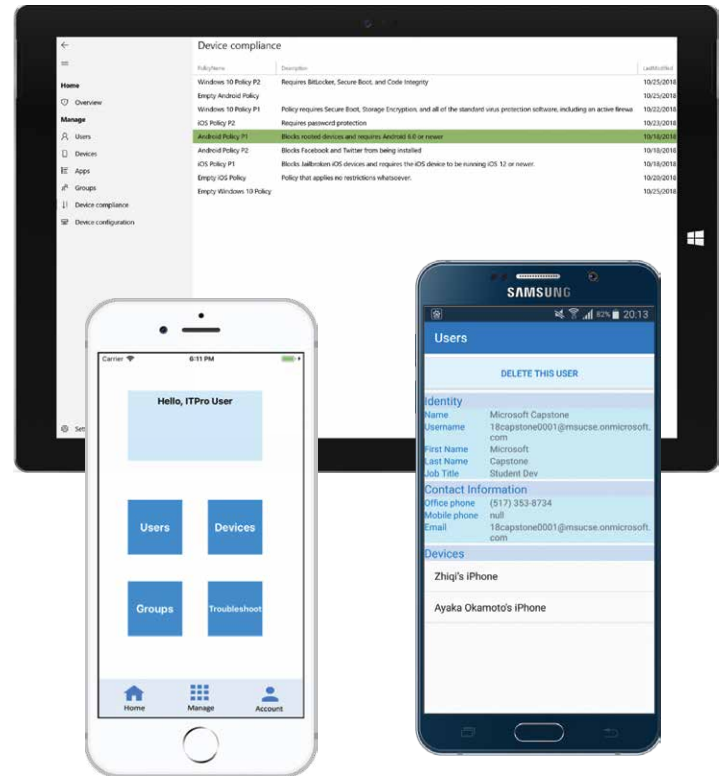 Device compliance
PolicyName Description LastModified
Home
Overview
Manage
Users
Devices
Apps
Groups
Device compliance
Device configuration
Windows 10 Policy P2 Requires BitLocker, Secure Boot, and Code Integrity 10/25/2018
Empty Android Policy 10/25/2018
Windows 10 Policy P1 Policy requires Secure Boot, Storage Encryption, and all of the standard virus protection software, including an active firewa 10/22/2018
iOS Policy P2 Requires password protection 10/23/2018
Android Policy P1 Blocks rooted devices and requires Android 6.0 or newer 10/18/2018
Android Policy P2 Blocks Facebook and Twitter from being installed 10/18/2018
iOS Policy P1 Blocks Jailbroken iOS devices and requires the iOS device to be running iOS 12 or newer. 10/18/2018
Empty iOS Policy Policy that applies no restrictions whatsoever. 10/20/2018
Empty Windows 10 Policy 10/25/2018
Sett
Carrier 6:11 PM
Hello, ITPro User
Users Devices
Groups Troubleshoot
Home Manage Account
SAMSUNG
82% 20:13
Users
DELETE THIS USER
Identity
Name Microsoft Capstone
Username 18capstone0001@msucse.onmicrosoft.
com
First Name Microsoft
Last Name Capstone
Job Title Student Dev
Contact Information
Office phone (517) 353-8734
Mobile phone null
Email 18capstone0001@msucse.onmicrosoft.
com
Devices
Zhiqi's iPhone
Ayaka Okamoto's iPhone